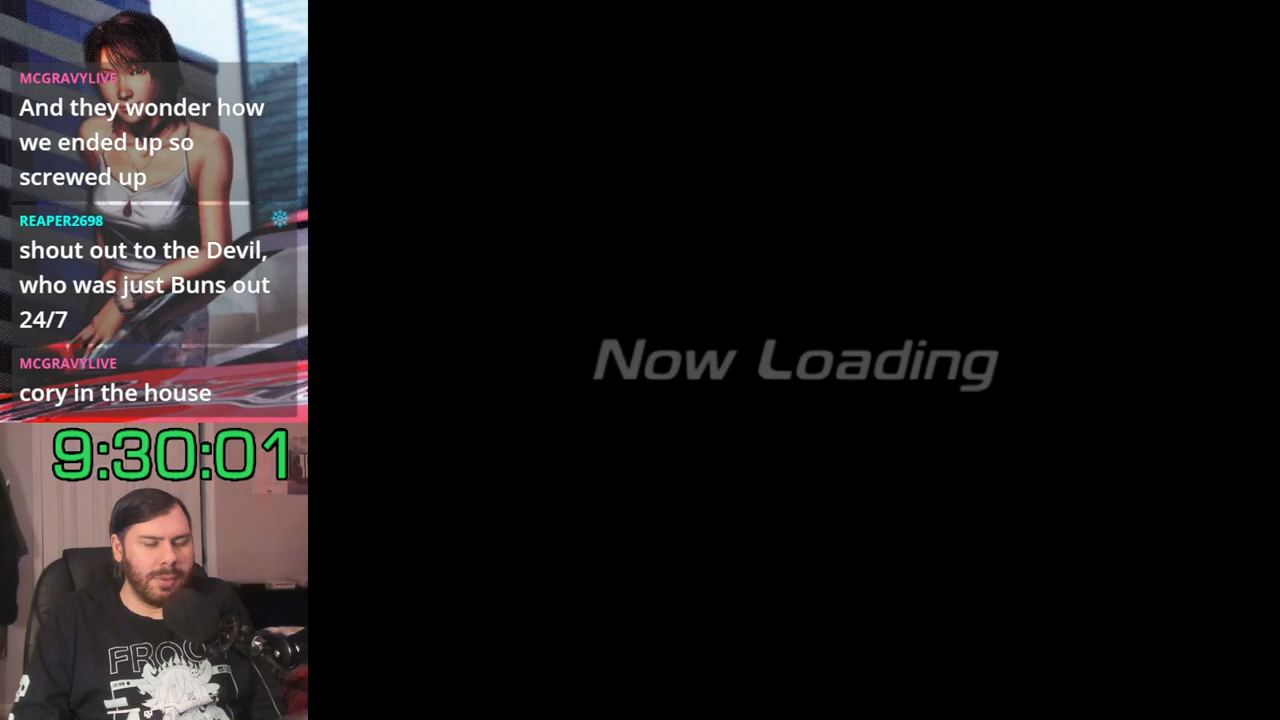 MCGRAVYLIVE
And they wonder how
we ended up so
screwed up
REAPER2698
shout out to the Devil,
who was just Buns out
24/7
MCGRAVYLIVE
cory in the house
9:30:01
Now Loading